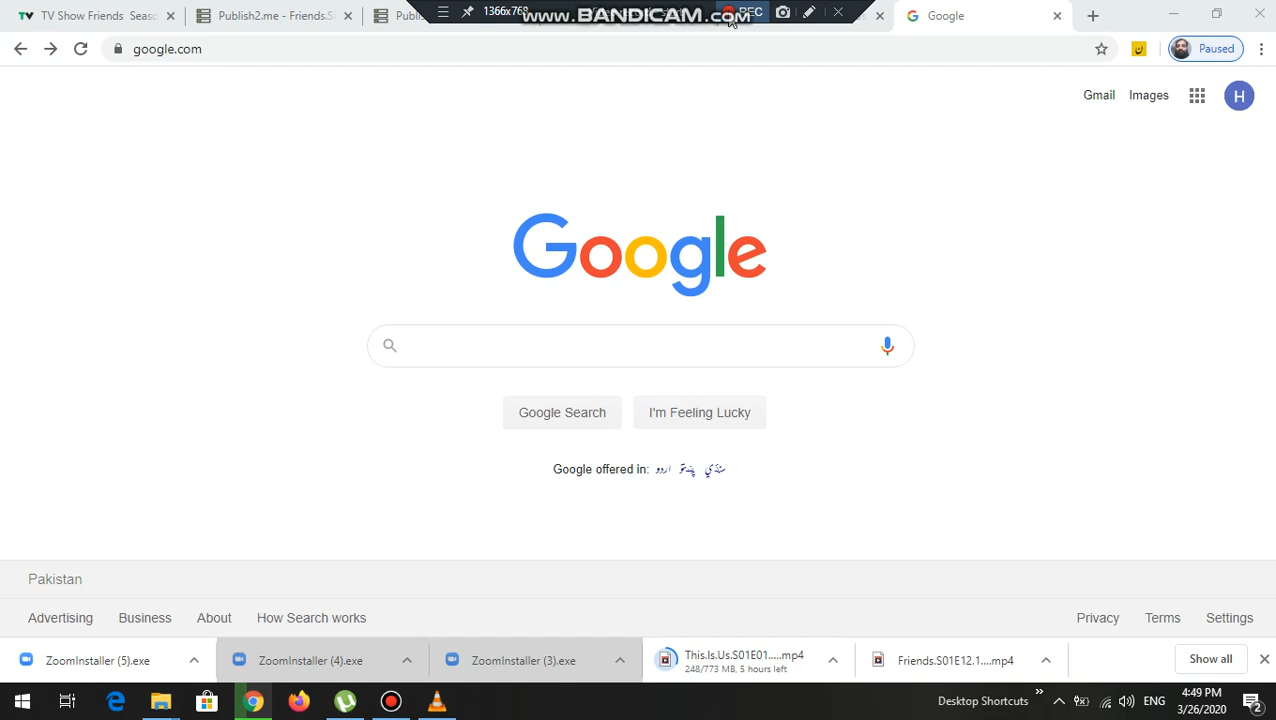 TV Show Friends Seaso
Publish2.me - Friends.S
Publ
1366x768
www.BANDICAM.com
REC
Google
google.com
Paused
Gmail
Images
H
Google
Google Search
I'm Feeling Lucky
Google offered in: اردو پښتو سنڌي
Pakistan
Advertising
Business
About
How Search works
Privacy
Terms
Settings
ZoomInstaller (5).exe
ZoomInstaller (4).exe
ZoomInstaller (3).exe
This.Is.Us.S01E01.....mp4
248/773 MB, 5 hours left
Friends.S01E12.1....mp4
Show all
Desktop Shortcuts
ENG
4:49 PM
3/26/2020
2